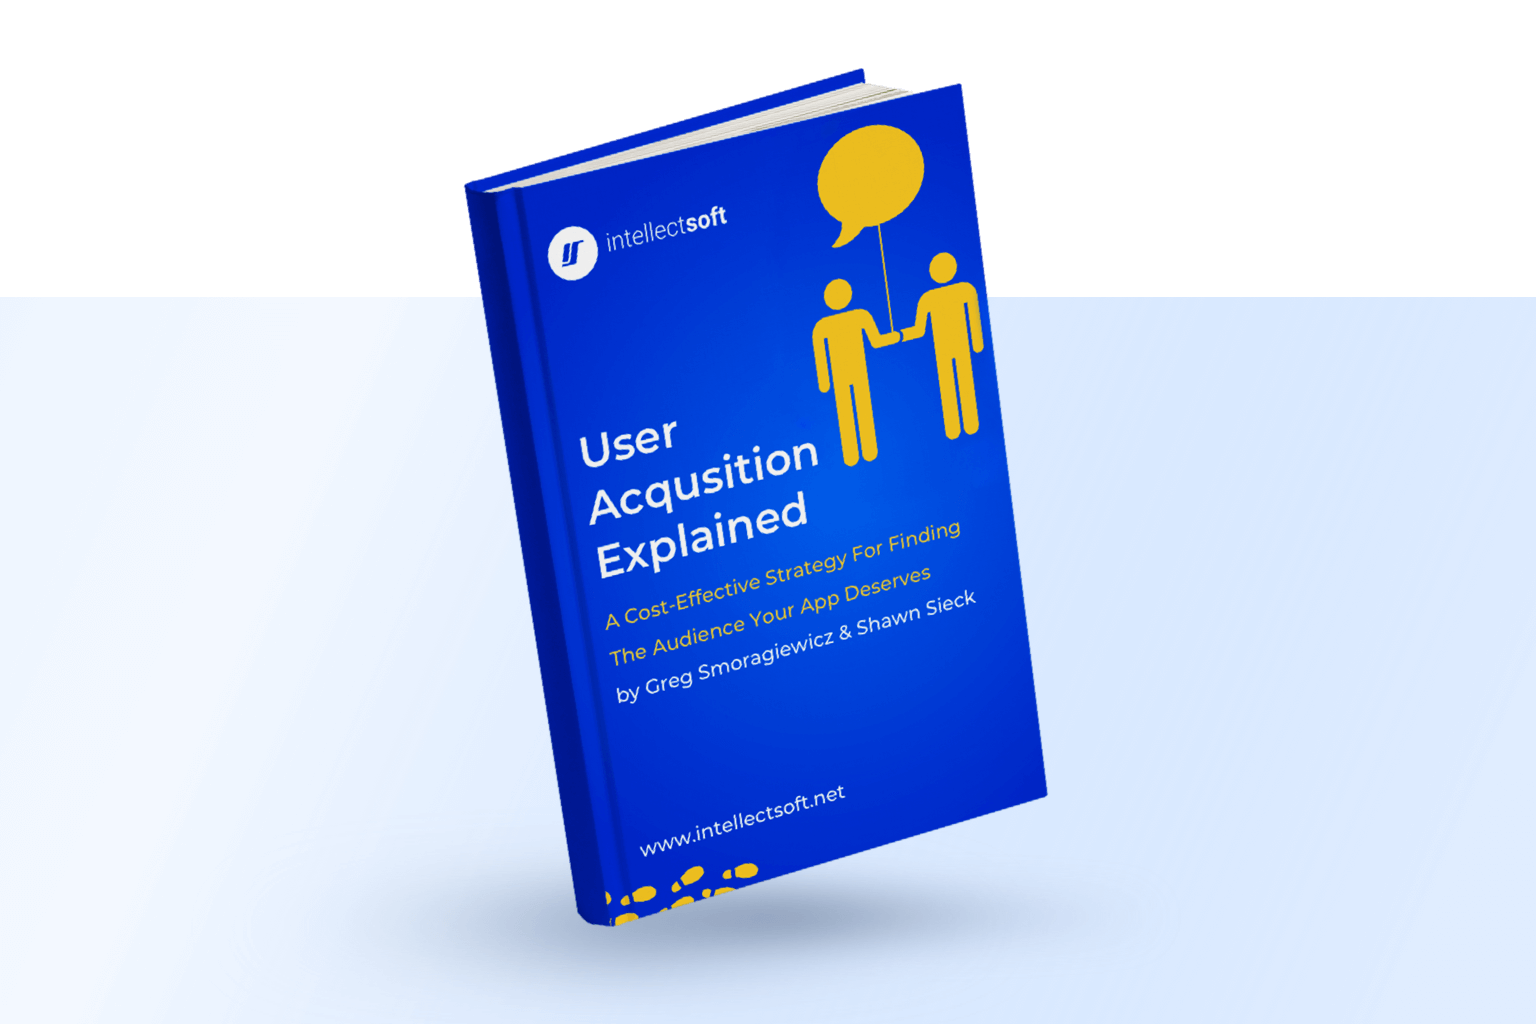 intellectsoft
User
Acqusition
Explained
A Cost-Effective Strategy For Finding
The Audience Your App Deserves
by Greg Smoragiewicz & Shawn Sieck
www.intellectsoft.net